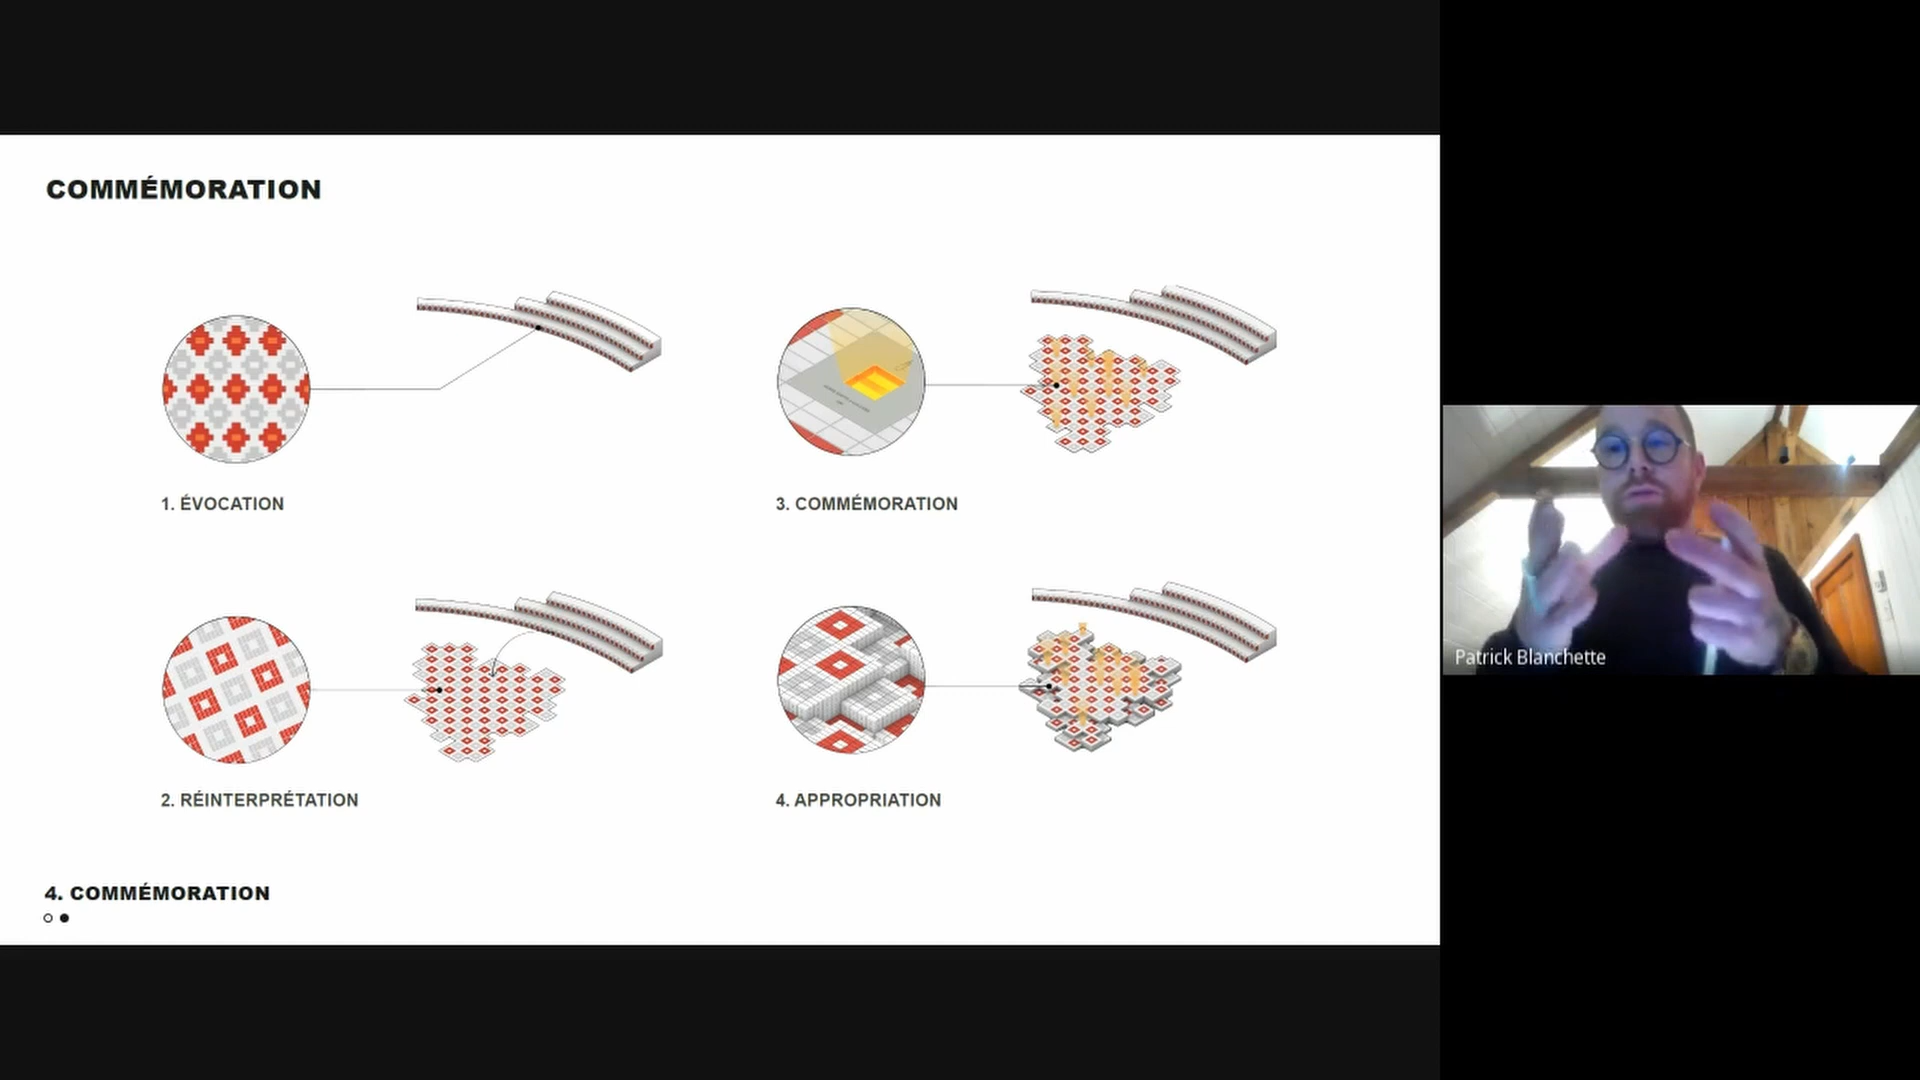 COMMÉMORATION
1. ÉVOCATION
3. COMMÉMORATION
2. RÉINTERPRÉTATION
4. APPROPRIATION
4. COMMÉMORATION
Patrick Blanchette